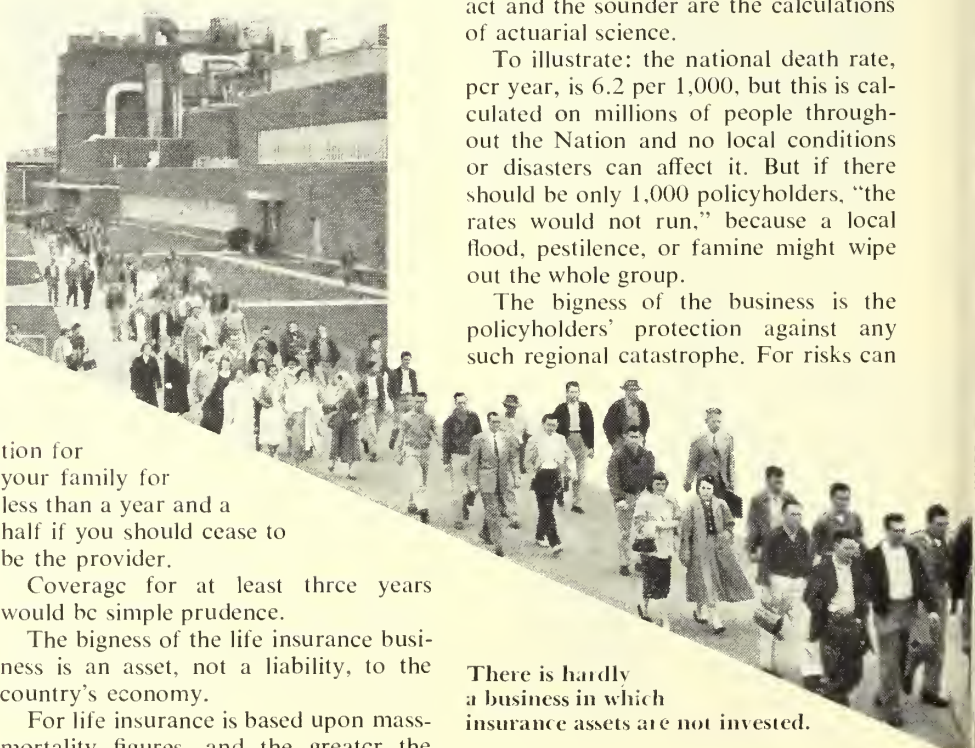 tion for
your family for
less than a year and a
half if you should cease to
be the provider.
Coverage for at least three years
would be simple prudence.
The bigness of the life insurance busi-
ness is an asset, not a liability, to the
country's economy.
For life insurance is based upon mass-
mortality figures, and the greater the
act and the sounder are the calculations
of actuarial science.
To illustrate: the national death rate,
per year, is 6.2 per 1,000, but this is cal-
culated on millions of people through-
out the Nation and no local conditions
or disasters can affect it. But if there
should be only 1,000 policyholders, “the
rates would not run,” because a local
flood, pestilence, or famine might wipe
out the whole group.
The bigness of the business is the
policyholders' protection against any
such regional catastrophe. For risks can
There is hardly
a business in which
insurance assets are not invested.